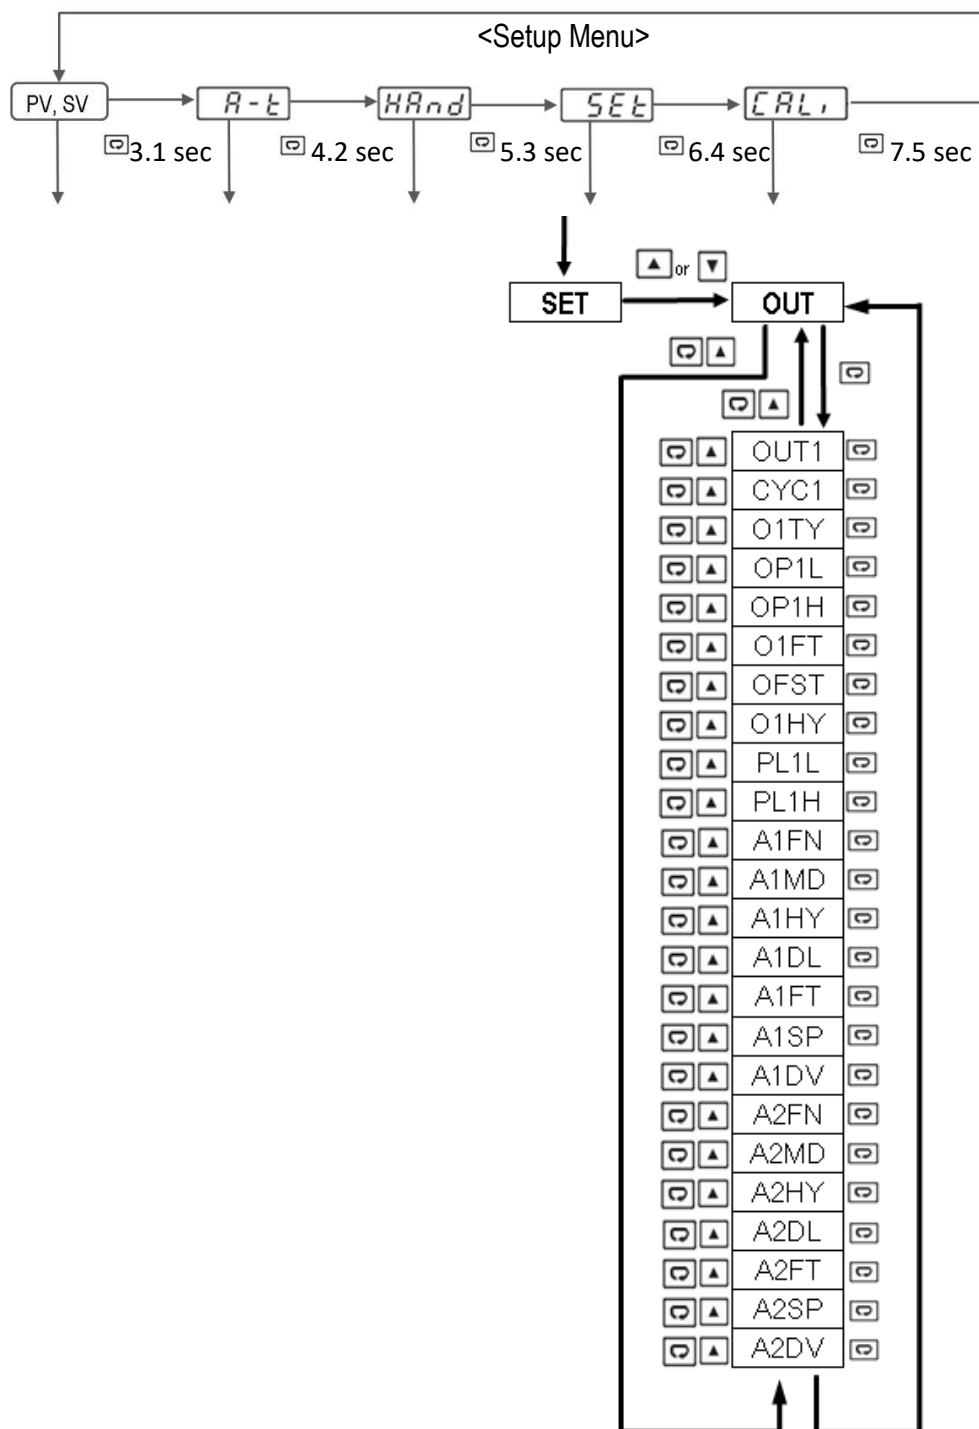 <Setup Menu>
PV, SV A-t HAnd SEt CALi
3.1 sec 4.2 sec 5.3 sec 6.4 sec 7.5 sec
or
SET OUT
OUT1
CYC1
O1TY
OP1L
OP1H
O1FT
OFST
O1HY
PL1L
PL1H
A1FN
A1MD
A1HY
A1DL
A1FT
A1SP
A1DV
A2FN
A2MD
A2HY
A2DL
A2FT
A2SP
A2DV